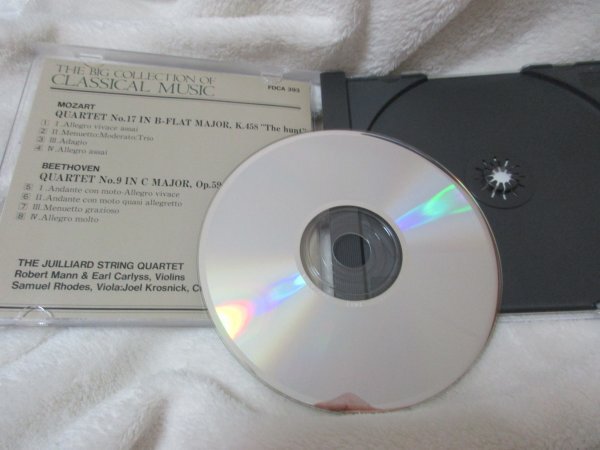 THE BIG COLLECTION OF
CLASSICAL MUSIC
FDCA 393
MOZART
QUARTET No.17 IN B-FLAT MAJOR, K.458 "The hunt"
1 I.Allegro vivace assai
2 II.Menuetto:Moderato:Trio
3 III.Adagio
4 IV.Allegro assai
BEETHOVEN
QUARTET No.9 IN C MAJOR, Op.59
5 I.Andante con moto-Allegro vivace
6 II.Andante con moto quasi allegretto
7 III.Menuetto grazioso
8 IV.Allegro molto
THE JUILLIARD STRING QUARTET
Robert Mann & Earl Carlyss, Violins
Samuel Rhodes, Viola:Joel Krosnick, C